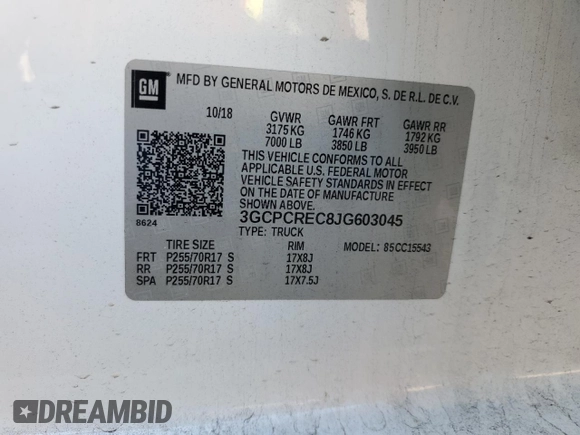 GM
MFD BY GENERAL MOTORS DE MEXICO, S. DE R.L. DE C.V.
10/18 GVWR GAWR FRT GAWR RR
3175 KG 1746 KG 1792 KG
7000 LB 3850 LB 3950 LB
THIS VEHICLE CONFORMS TO ALL
APPLICABLE U.S. FEDERAL MOTOR
VEHICLE SAFETY STANDARDS IN EFFECT
ON THE DATE OF MANUFACTURE
SHOWN ABOVE.
8624 3GCPCREC8JG603045
TYPE: TRUCK
TIRE SIZE RIM MODEL: 85CC15543
FRT P255/70R17 S 17X8J
RR P255/70R17 S 17X8J
SPA P255/70R17 S 17X7.5J
DREAMBID